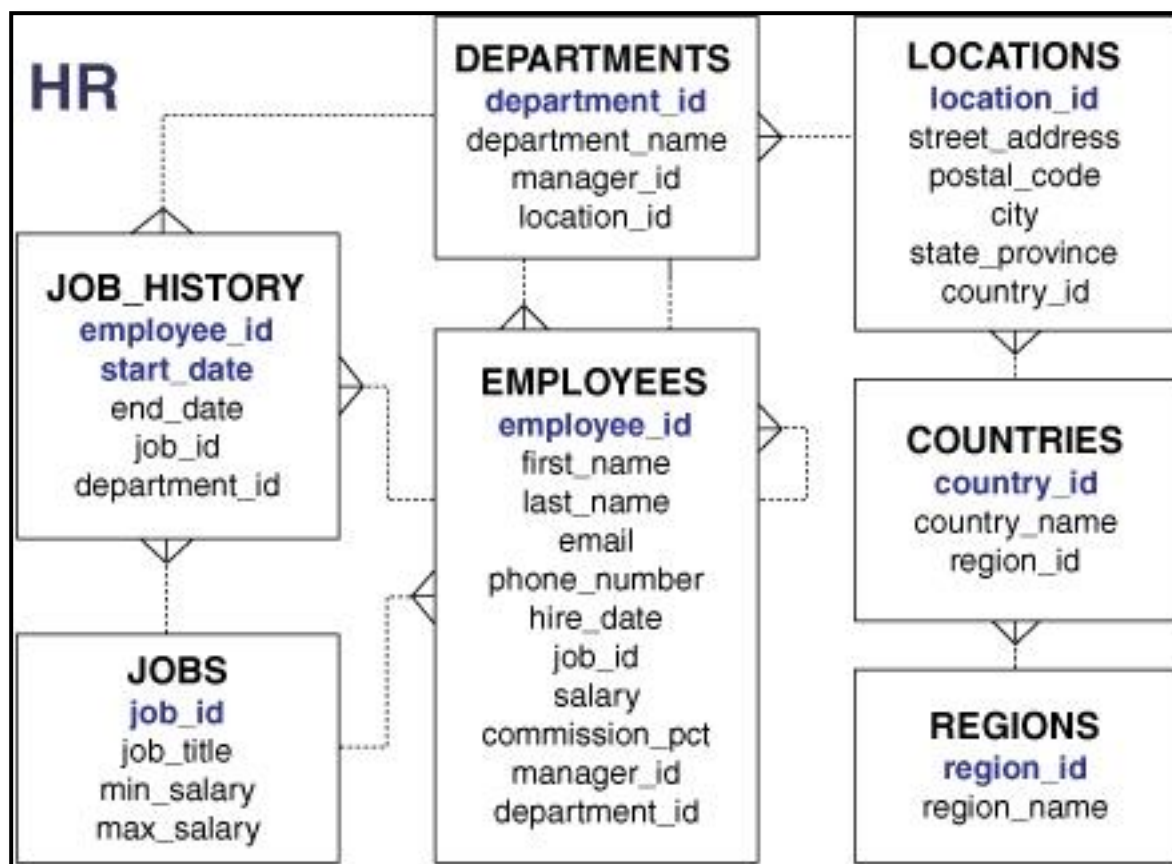 HR
DEPARTMENTS
department_id
department_name
manager_id
location_id
LOCATIONS
location_id
street_address
postal_code
city
state_province
country_id
JOB_HISTORY
employee_id
start_date
end_date
job_id
department_id
EMPLOYEES
employee_id
first_name
last_name
email
phone_number
hire_date
job_id
salary
commission_pct
manager_id
department_id
COUNTRIES
country_id
country_name
region_id
JOBS
job_id
job_title
min_salary
max_salary
REGIONS
region_id
region_name